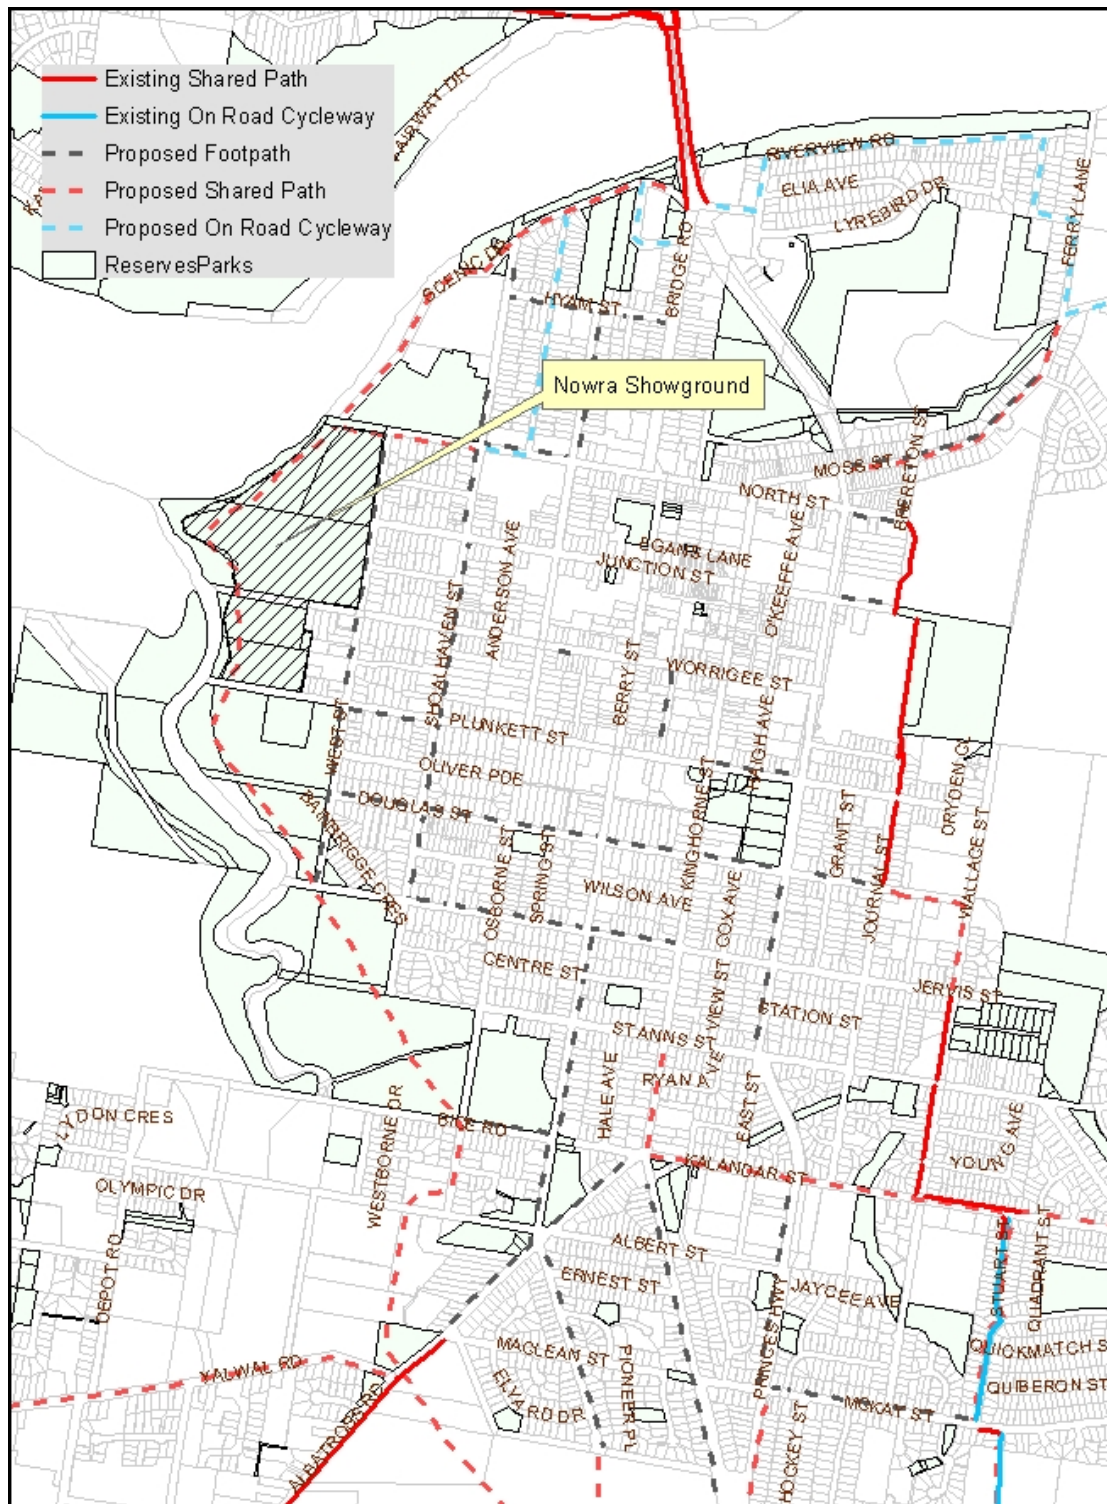 Existing Shared Path
Existing On Road Cycleway
Proposed Footpath
Proposed Shared Path
Proposed On Road Cycleway
ReservesParks
RIVERVIEW RD
ELIA AVE
LYREBIRD DR
FERRY LANE
SCENIC DR
BRIDGE RD
HYAM ST
Nowra Showground
BRERETON ST
MOSS ST
NORTH ST
EGANS LANE
JUNCTION ST
O'KEEFFE AVE
ANDERSON AVE
SHOALHAVEN ST
WORRIGEE ST
BERRY ST
PLUNKETT ST
WEST ST
OLIVER PDE
HAIGH AVE
KINGHORNE ST
DOUGLAS ST
BAINBRIGGE CRES
DRYDEN CL
GRANT ST
JOURNAL ST
WALLACE ST
OSBORNE ST
SPRING ST
WILSON AVE
COX AVE
CENTRE ST
JERVIS ST
VIEW ST
STATION ST
ST ANNS ST
RYAN A
HALE AVE
EAST ST
LYDON CRES
WESTBORNE DR
YOUNG AVE
KALANDAR ST
OLYMPIC DR
DEPOT RD
ALBERT ST
ERNEST ST
JAYCEE AVE
STUART ST
QUADRANT ST
PRINCES HWY
MACLEAN ST
PIONEER PL
QUICKMATCH S
QUIBERON ST
YALWAL RD
ELYARD DR
MCKAY ST
HOCKEY ST
ALBATROSS RD